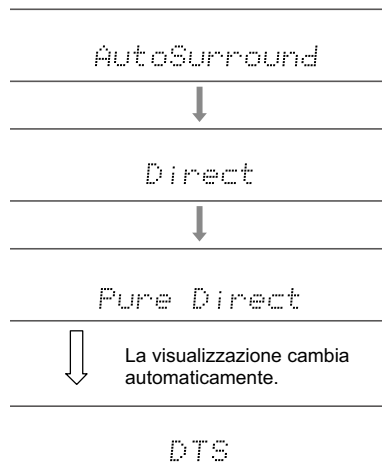 AutoSurround
Direct
Pure Direct
La visualizzazione cambia
automaticamente.
DTS